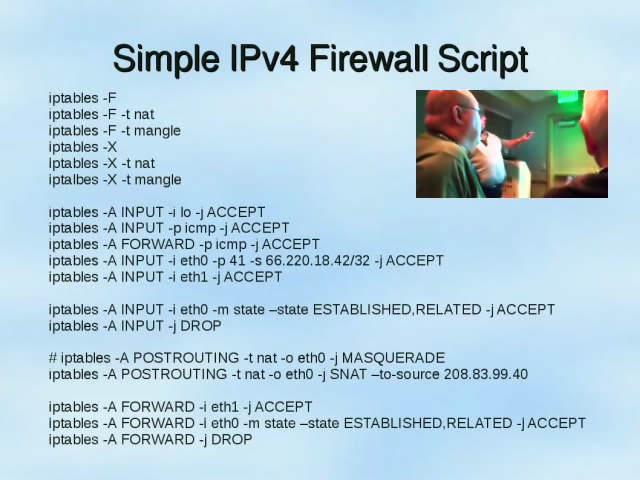 Simple IPv4 Firewall Script
iptables -F
iptables -F -t nat
iptables -F -t mangle
iptables -X
iptables -X -t nat
iptalbes -X -t mangle
iptables -A INPUT -i lo -j ACCEPT
iptables -A INPUT -p icmp -j ACCEPT
iptables -A FORWARD -p icmp -j ACCEPT
iptables -A INPUT -i eth0 -p 41 -s 66.220.18.42/32 -j ACCEPT
iptables -A INPUT -i eth1 -j ACCEPT
iptables -A INPUT -i eth0 -m state –state ESTABLISHED,RELATED -j ACCEPT
iptables -A INPUT -j DROP
# iptables -A POSTROUTING -t nat -o eth0 -j MASQUERADE
iptables -A POSTROUTING -t nat -o eth0 -j SNAT –to-source 208.83.99.40
iptables -A FORWARD -i eth1 -j ACCEPT
iptables -A FORWARD -i eth0 -m state –state ESTABLISHED,RELATED -j ACCEPT
iptables -A FORWARD -j DROP